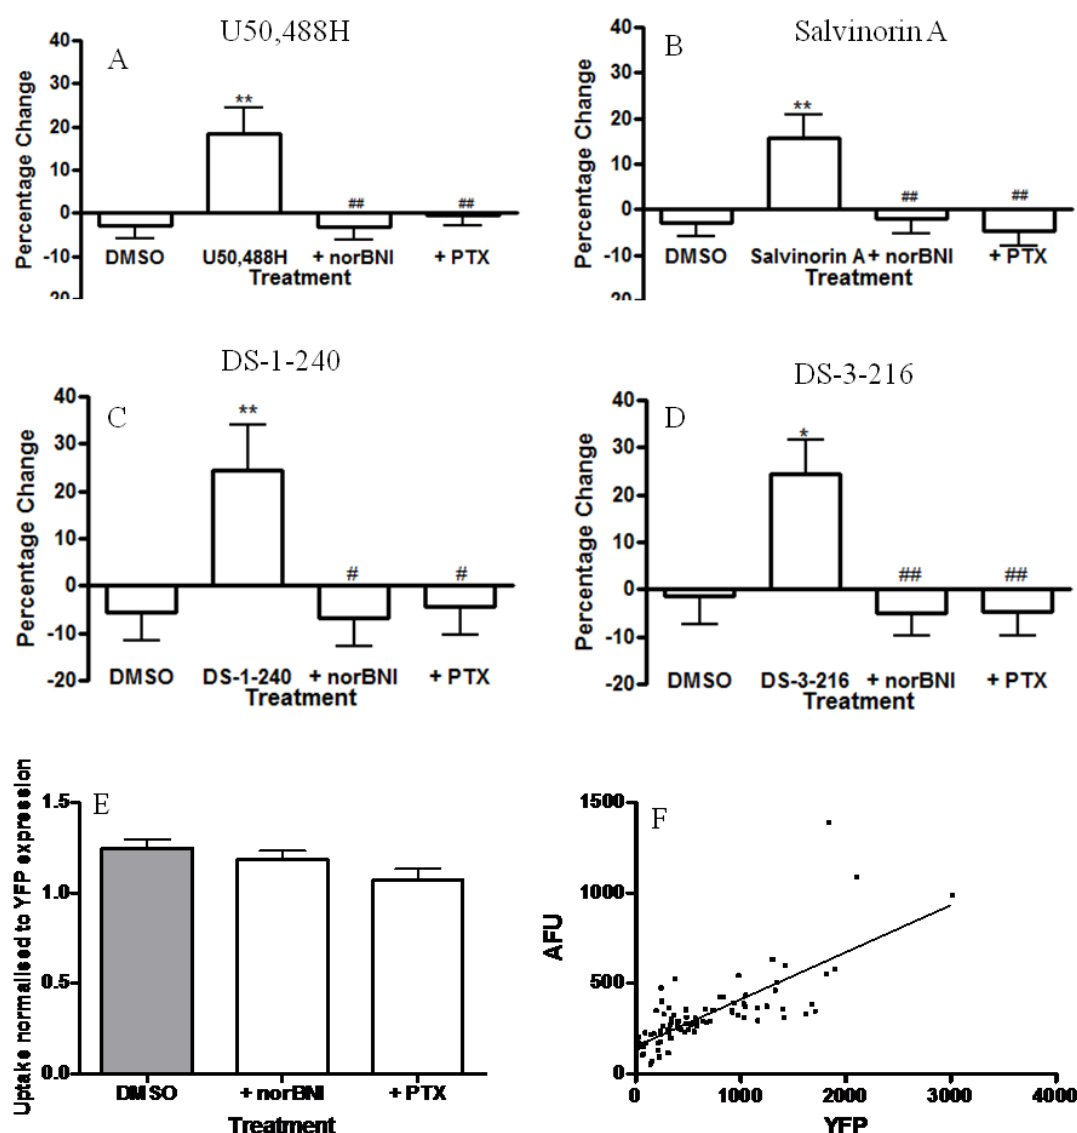 U50,488H
A
Percentage Change
40
30
20
10
0
-10
20
**
##
##
DMSO U50,488H + norBNI + PTX
Treatment
Salvinorin A
B
Percentage Change
40
30
20
10
0
-10
20
**
##
##
DMSO Salvinorin A + norBNI + PTX
Treatment
DS-1-240
C
Percentage Change
40
30
20
10
0
-10
-20
**
#
#
DMSO DS-1-240 + norBNI + PTX
Treatment
DS-3-216
D
Percentage Change
40
30
20
10
0
-10
-20
*
##
##
DMSO DS-3-216 + norBNI + PTX
Treatment
E
Uptake normalised to YFP expression
1.5
1.0
0.5
0.0
DMSO + norBNI + PTX
Treatment
F
AFU
1500
1000
500
0
0 1000 2000 3000 4000
YFP